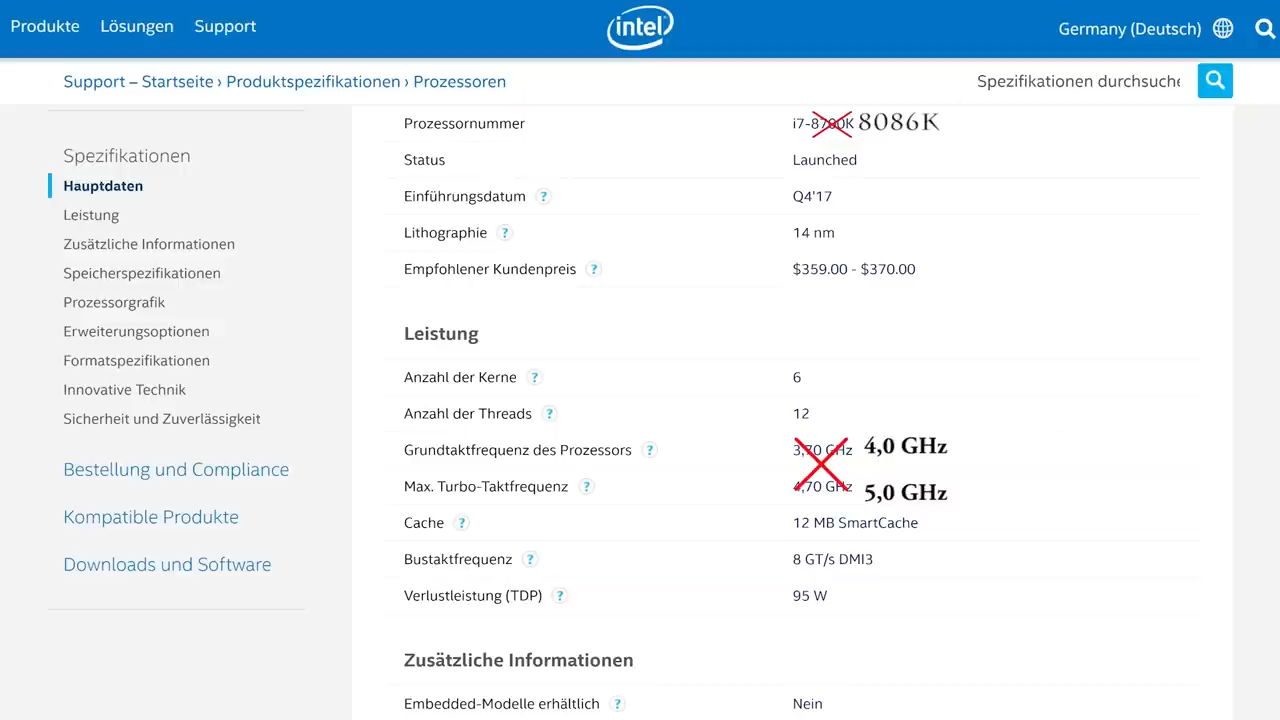 Produkte Lösungen Support intel Germany (Deutsch)
Support – Startseite › Produktspezifikationen › Prozessoren Spezifikationen durchsuche
Spezifikationen
Hauptdaten
Leistung
Zusätzliche Informationen
Speicherspezifikationen
Prozessorgrafik
Erweiterungsoptionen
Formatspezifikationen
Innovative Technik
Sicherheit und Zuverlässigkeit
Bestellung und Compliance
Kompatible Produkte
Downloads und Software
Prozessornummer i7-8700K 8086K
Status Launched
Einführungsdatum ? Q4'17
Lithographie ? 14 nm
Empfohlener Kundenpreis ? $359.00 - $370.00
Leistung
Anzahl der Kerne ? 6
Anzahl der Threads ? 12
Grundtaktfrequenz des Prozessors ? 3,70 GHz 4,0 GHz
Max. Turbo-Taktfrequenz ? 4,70 GHz 5,0 GHz
Cache ? 12 MB SmartCache
Bustaktfrequenz ? 8 GT/s DMI3
Verlustleistung (TDP) ? 95 W
Zusätzliche Informationen
Embedded-Modelle erhältlich ? Nein